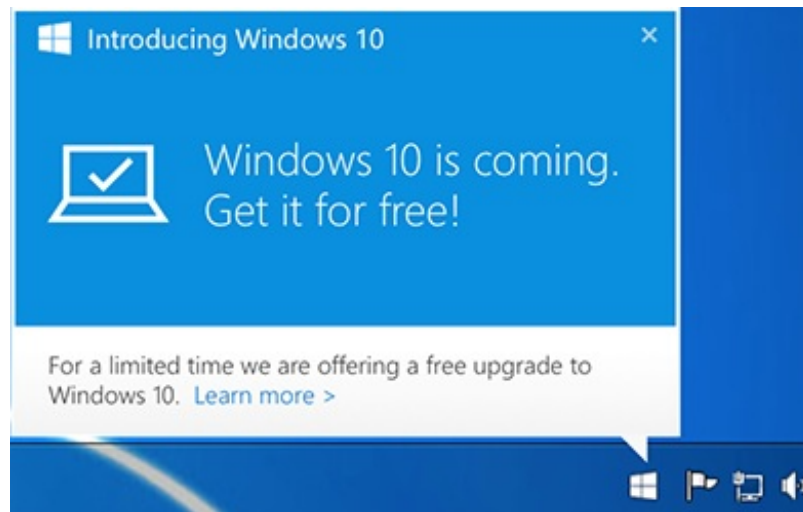 Introducing Windows 10
Windows 10 is coming.
Get it for free!
For a limited time we are offering a free upgrade to
Windows 10. Learn more >